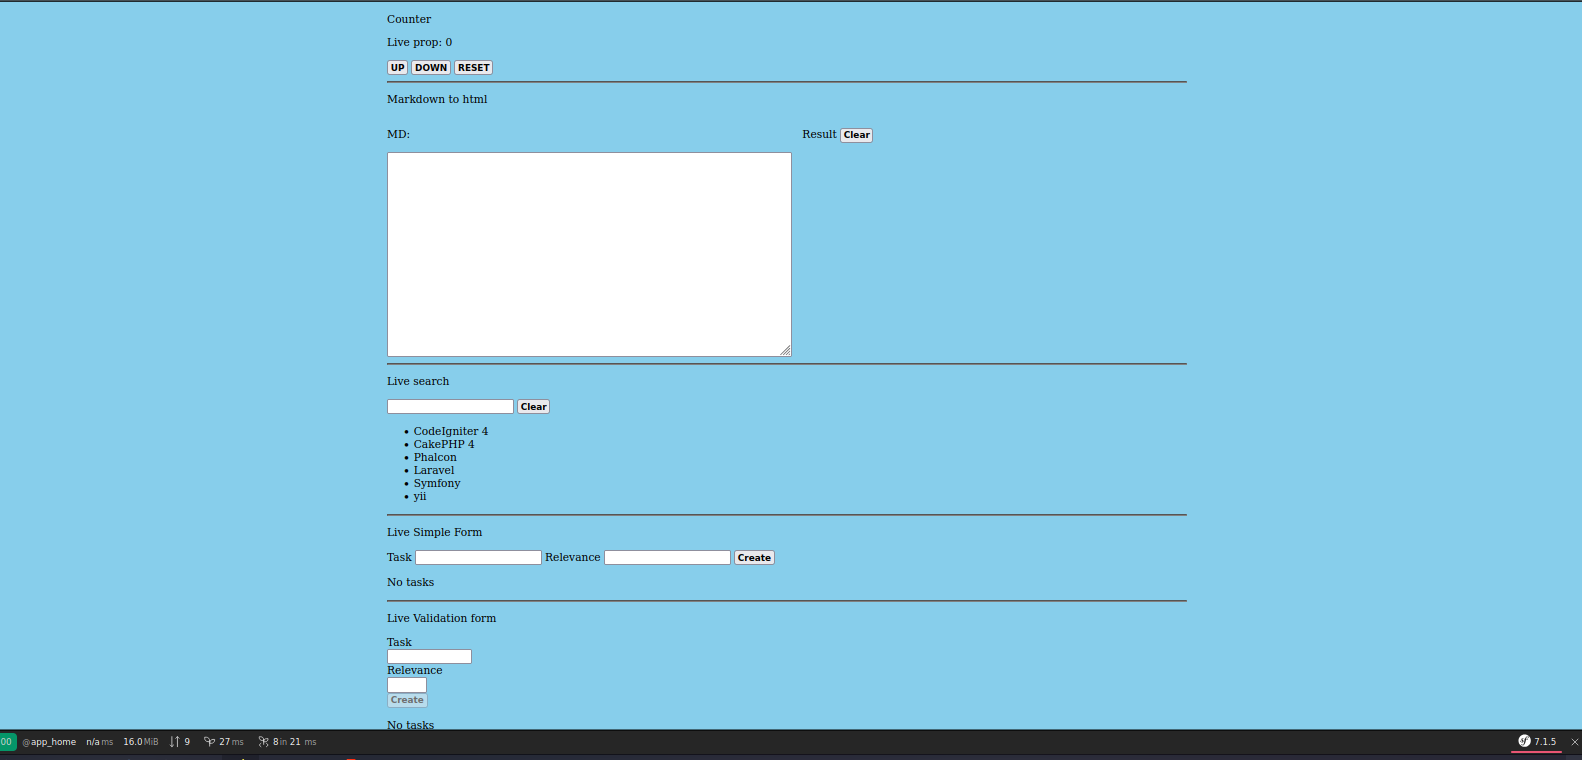 Counter
Live prop: 0
UP DOWN RESET
Markdown to html
MD: Result Clear
Live search
Clear
CodeIgniter 4
CakePHP 4
Phalcon
Laravel
Symfony
yii
Live Simple Form
Task Relevance Create
No tasks
Live Validation form
Task
Relevance
Create
No tasks
00 @app_home n/a ms 16.0 MiB 9 27 ms 8 in 21 ms sf 7.1.5